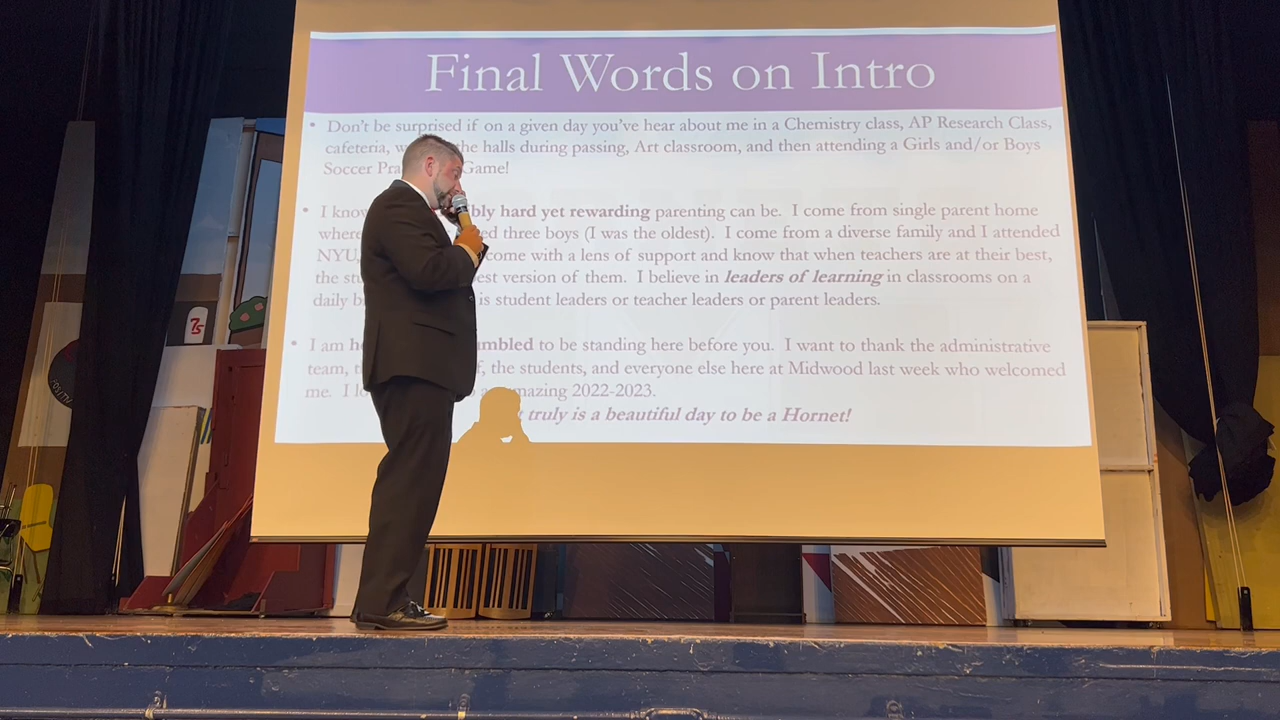 Final Words on Intro
• Don't be surprised if on a given day you've hear about me in a Chemistry class, AP Research Class,
cafeteria, the halls during passing, Art classroom, and then attending a Girls and/or Boys
Soccer Game!
• I know hard yet rewarding parenting can be. I come from single parent home
where three boys (I was the oldest). I come from a diverse family and I attended
NYU, come with a lens of support and know that when teachers are at their best,
the version of them. I believe in leaders of learning in classrooms on a
daily is student leaders or teacher leaders or parent leaders.
• I am to be standing here before you. I want to thank the administrative
team, the students, and everyone else here at Midwood last week who welcomed
me. I amazing 2022-2023.
truly is a beautiful day to be a Hornet!
7s